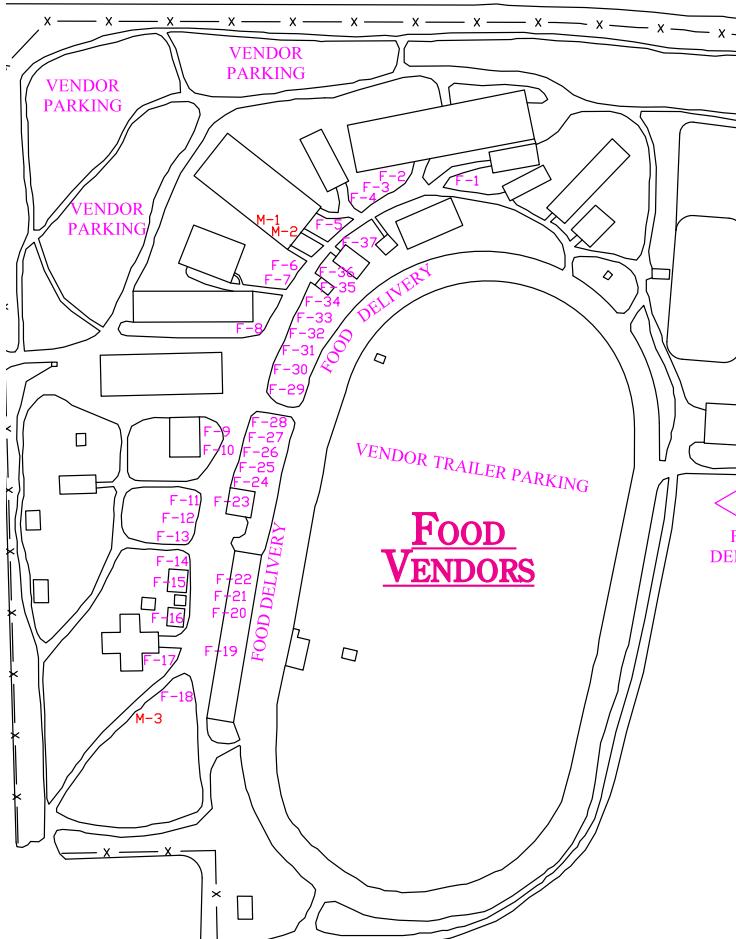 VENDOR
PARKING
VENDOR
PARKING
VENDOR
PARKING
F-2
F-3
F-4
F-1
M-1
M-2
F-5
F-37
F-6
F-7
F-36
F-35
F-34
F-33
F-32
F-31
F-30
F-29
F-8
FOOD DELIVERY
F-28
F-27
F-26
F-25
F-24
F-23
F-9
F-10
F-11
F-12
F-13
F-14
F-15
F-16
F-17
F-18
M-3
F-22
F-21
F-20
F-19
FOOD DELIVERY
VENDOR TRAILER PARKING
FOOD
VENDORS